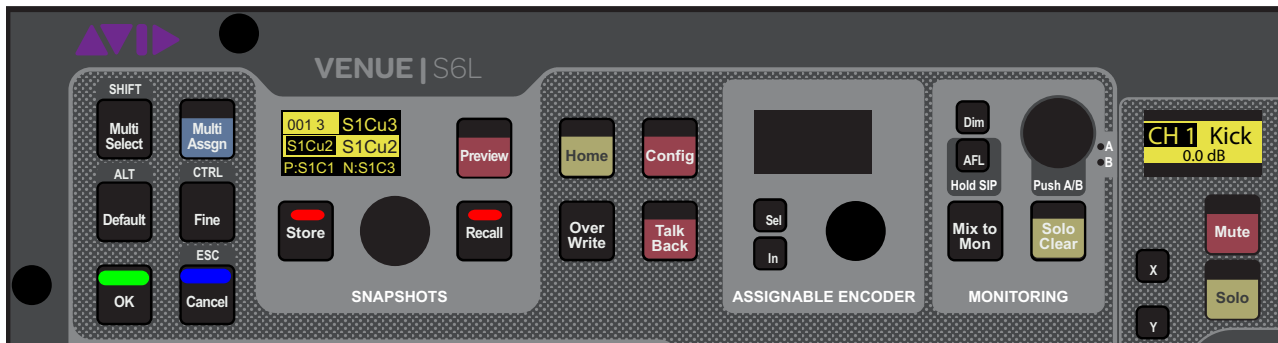 AVID
VENUE | S6L
SHIFT
Multi
Select
Multi
Assgn
ALT
Default
CTRL
Fine
OK
ESC
Cancel
001 3 S1Cu3
S1Cu2 S1Cu2
P:S1C1 N:S1C3
Preview
Store
Recall
SNAPSHOTS
Home
Config
Over
Write
Talk
Back
Sel
In
ASSIGNABLE ENCODER
Dim
AFL
Hold SIP
A
B
Push A/B
Mix to
Mon
Solo
Clear
MONITORING
CH 1 Kick
0.0 dB
Mute
X
Solo
Y